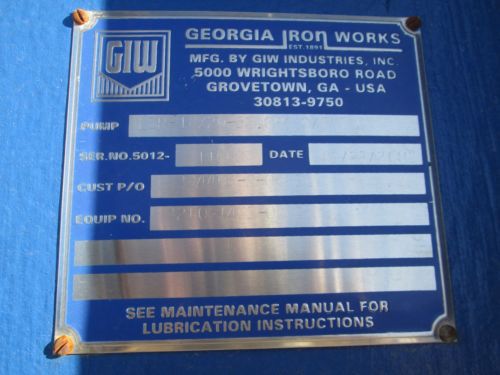 GIW
GEORGIA IRON WORKS
EST. 1891
MFG. BY GIW INDUSTRIES, INC.
5000 WRIGHTSBORO ROAD
GROVETOWN, GA - USA
30813-9750
PUMP
SER.NO.5012-
DATE
CUST P/O
EQUIP NO.
SEE MAINTENANCE MANUAL FOR
LUBRICATION INSTRUCTIONS